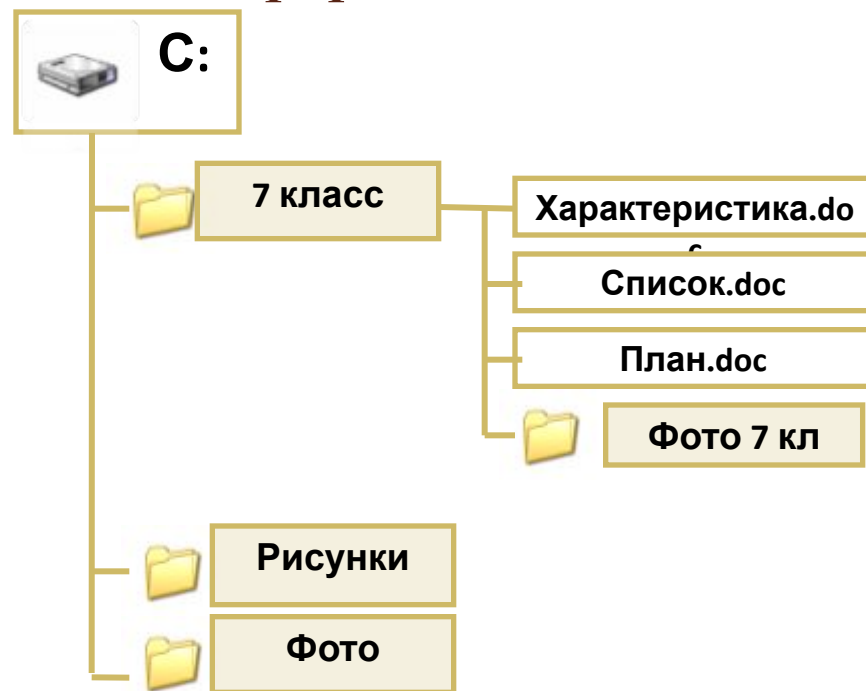 С:
7 класс
Характеристика.do
Список.doc
План.doc
Фото 7 кл
Рисунки
Фото